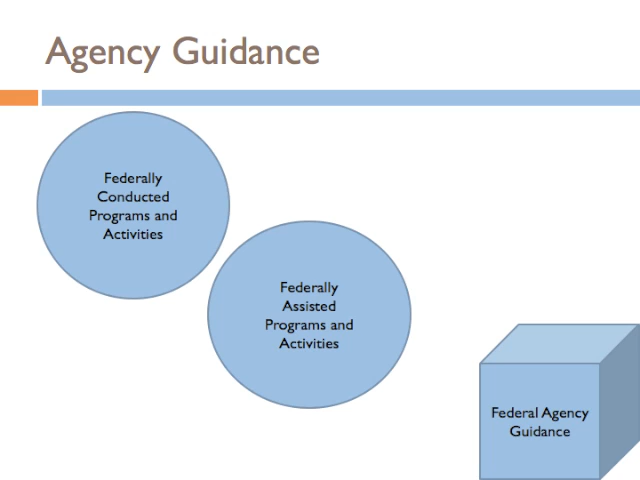 Agency Guidance
Federally
Conducted
Programs and
Activities
Federally
Assisted
Programs and
Activities
Federal Agency
Guidance